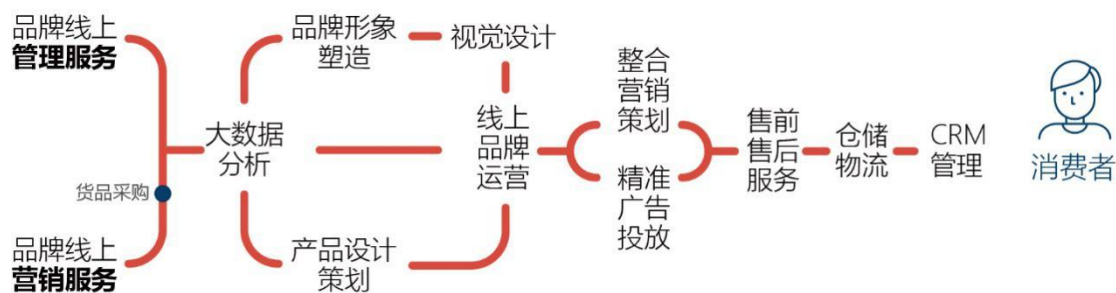 品牌线上
管理服务
货品采购
品牌线上
营销服务
大数据
分析
品牌形象
塑造
视觉设计
产品设计
策划
线上
品牌
运营
整合
营销
策划
精准
广告
投放
售前
售后
服务
仓储
物流
CRM
管理
消费者